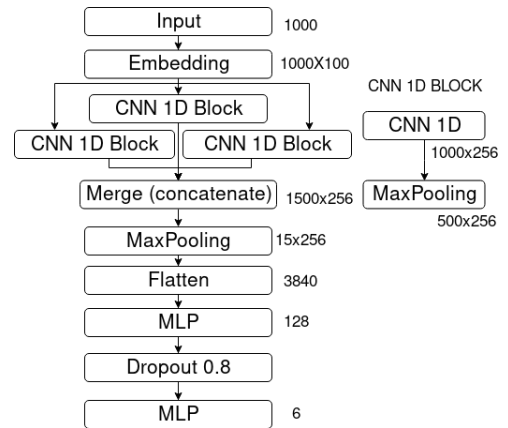 Input 1000
Embedding 1000X100
CNN 1D Block
CNN 1D Block CNN 1D Block
Merge (concatenate) 1500x256
MaxPooling 15x256
Flatten 3840
MLP 128
Dropout 0.8
MLP 6
CNN 1D BLOCK
CNN 1D
1000x256
MaxPooling
500x256